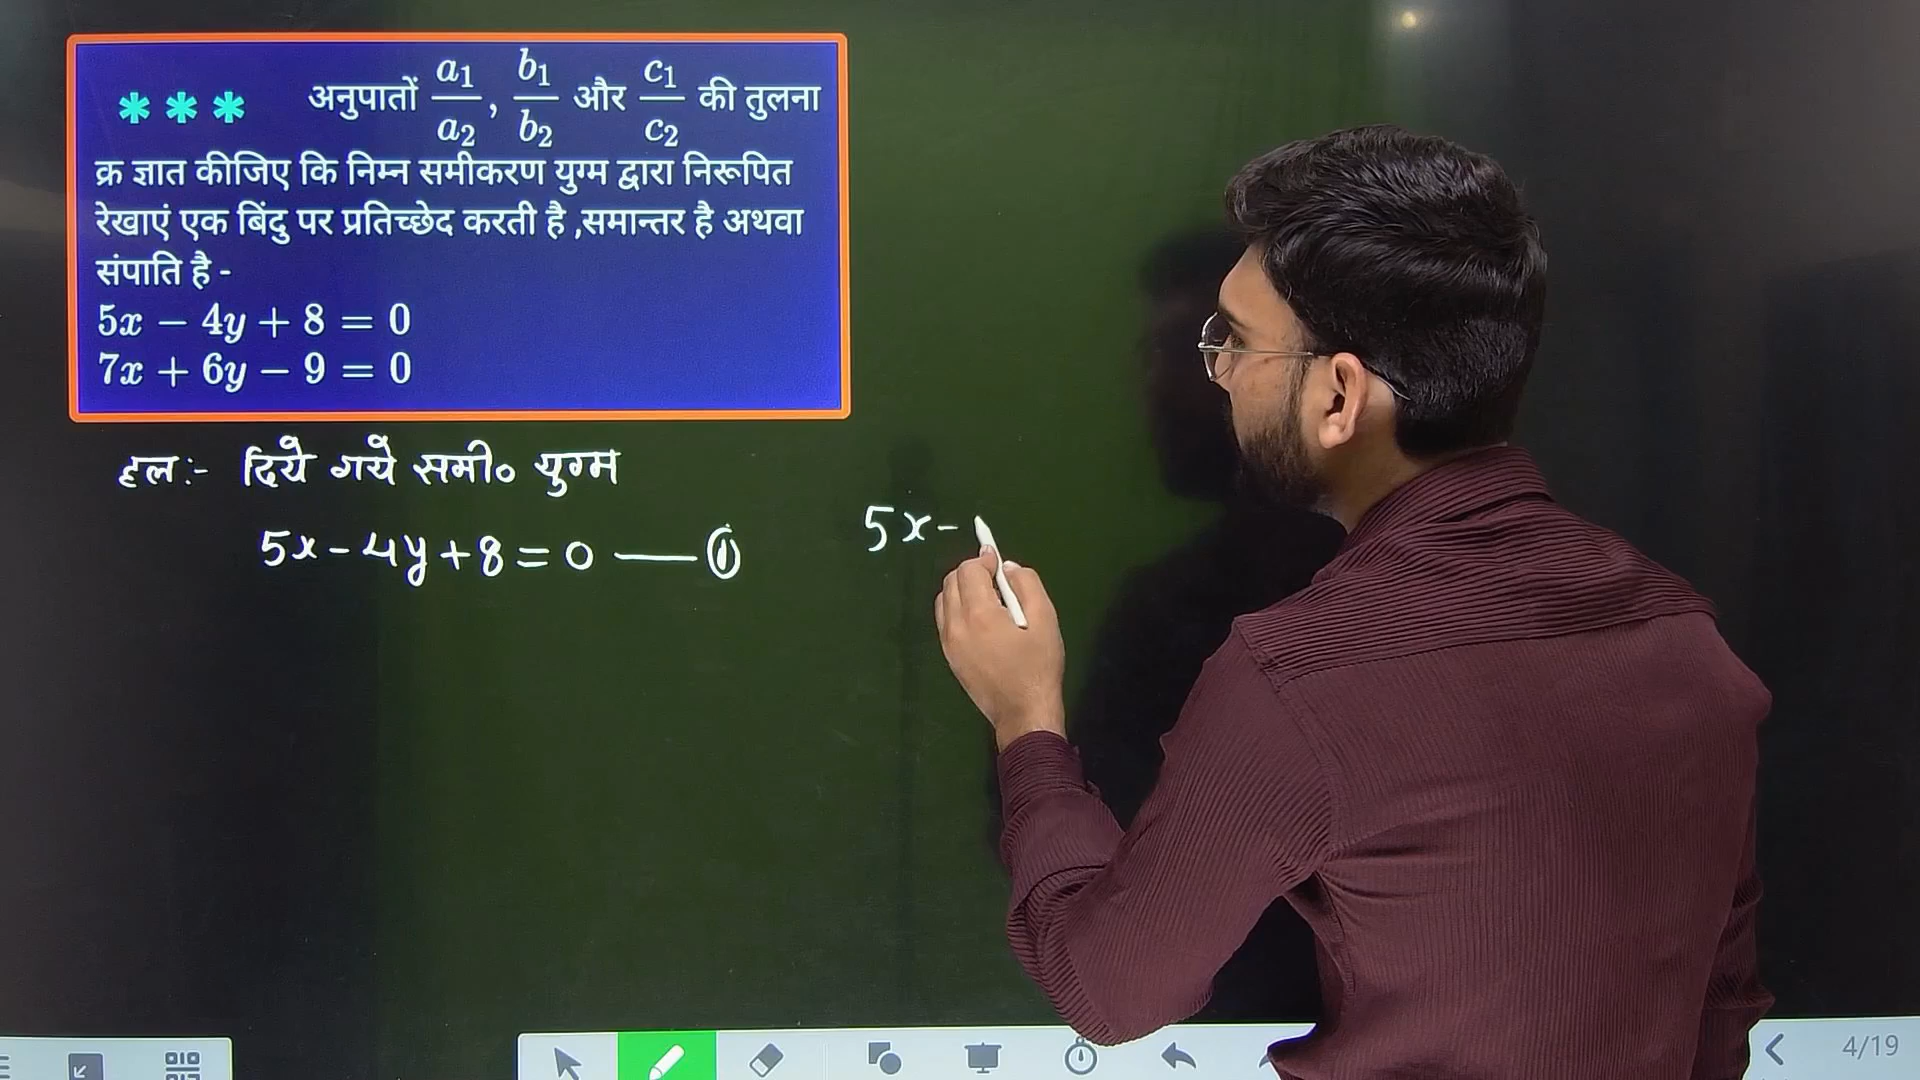 *** अनुपातों a₁/a₂, b₁/b₂ और c₁/c₂ की तुलना
क्र ज्ञात कीजिए कि निम्न समीकरण युग्म द्वारा निरूपित
रेखाएं एक बिंदु पर प्रतिच्छेद करती है ,समान्तर है अथवा
संपाति है -
5x − 4y + 8 = 0
7x + 6y − 9 = 0
हल:- दिये गये समी० युग्म
5x - 4y + 8 = 0 —— ①
5x -
4/19